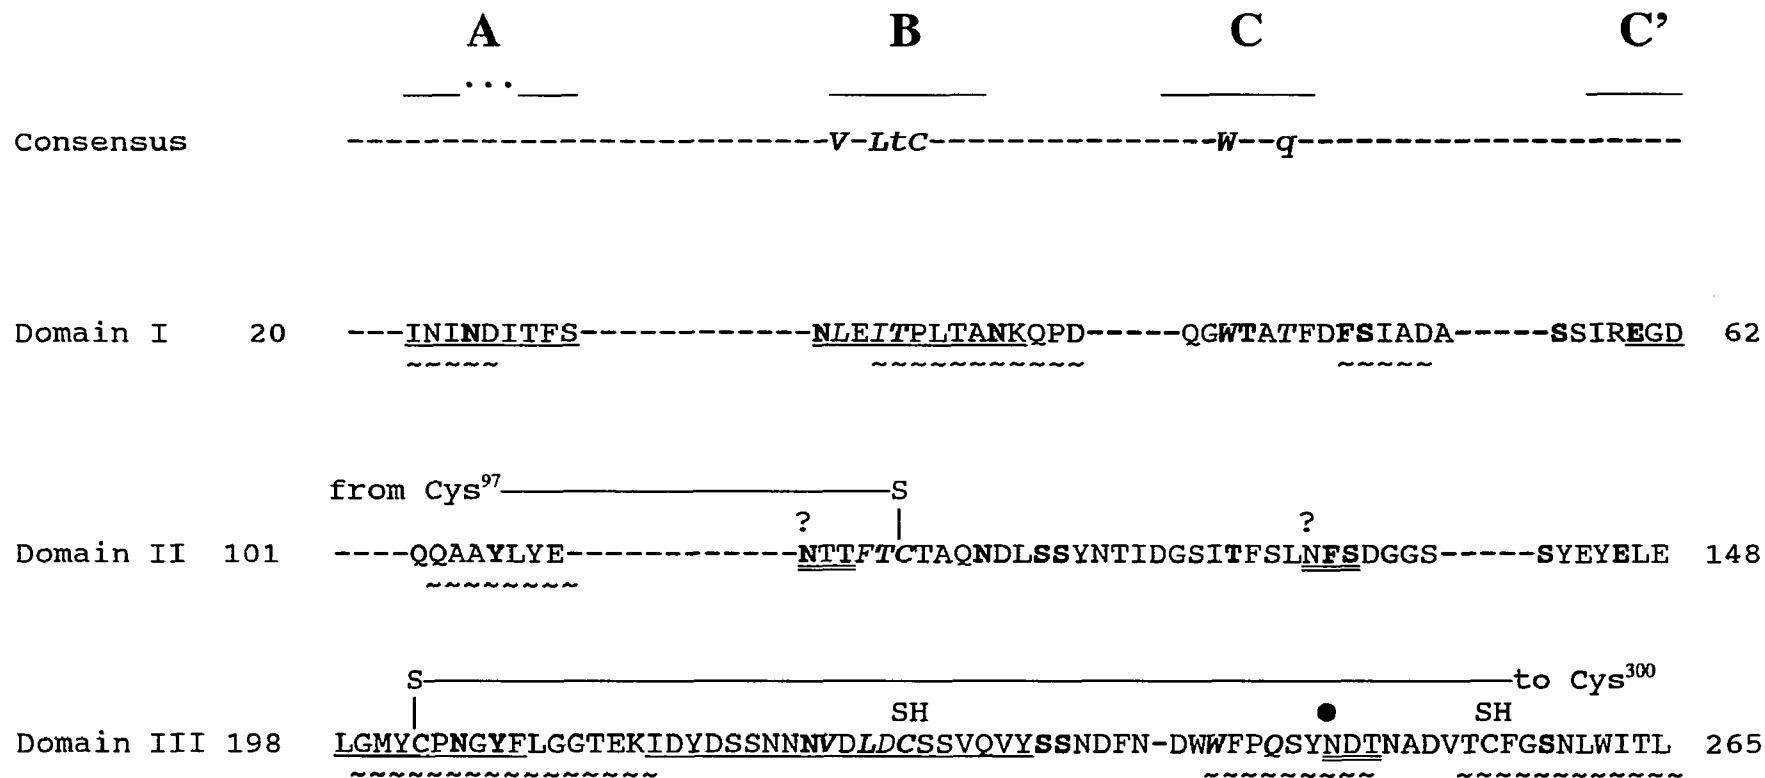 A B C C’
...
Consensus -------------------------V-LtC---------------W--q--------------------
Domain I 20 ---ININDITFS------------NLEITPLTANKQPD-----QGWTATFDFSIADA-----SSIREGD 62
from Cys97 S
? ?
Domain II 101 ----QQAAYLYE------------NTTFTCTAQNDLSSYNTIDGSITFSLNFSDGGS-----SYEYELE 148
S to Cys300
SH ● SH
Domain III 198 LGMYCPNGYFLGGTEKIDYDSSNNNVDLDCSSVQVYSSNDFN-DWWFPQSYNDTNADVTCFGSNLWITL 265